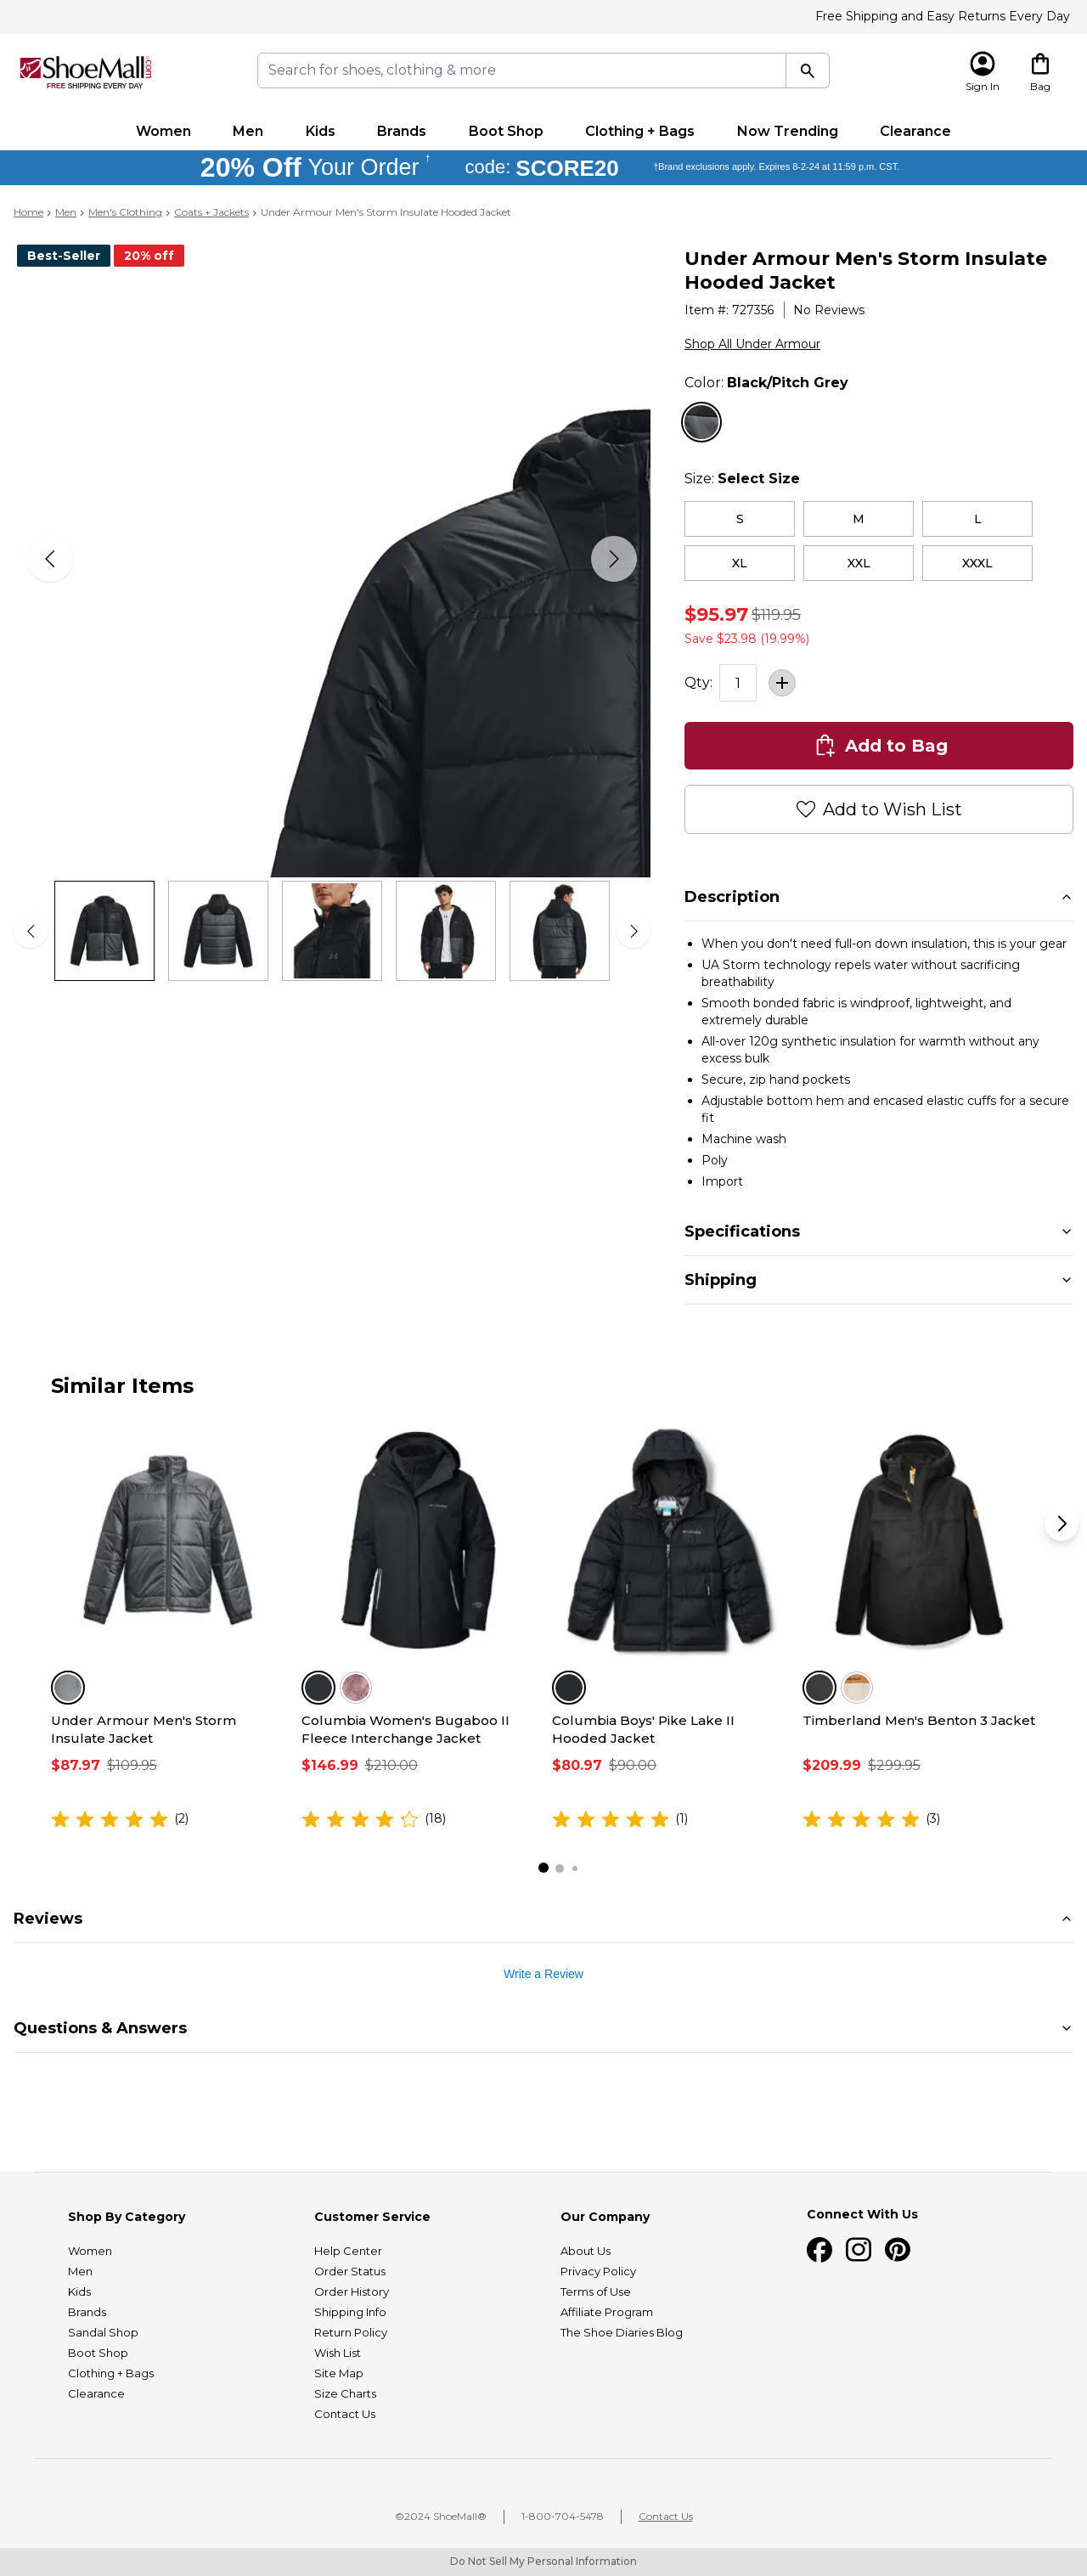 Free Shipping and Easy Returns Every Day
ShoeMall.com
FREE SHIPPING EVERY DAY
Search for shoes, clothing & more
Sign In
Bag
Women
Men
Kids
Brands
Boot Shop
Clothing + Bags
Now Trending
Clearance
20% Off Your Order †
code: SCORE20
†Brand exclusions apply. Expires 8-2-24 at 11:59 p.m. CST.
Home > Men > Men's Clothing > Coats + Jackets > Under Armour Men's Storm Insulate Hooded Jacket
Best-Seller
20% off
Under Armour Men's Storm Insulate
Hooded Jacket
Item #: 727356
No Reviews
Shop All Under Armour
Color: Black/Pitch Grey
Size: Select Size
S
M
L
XL
XXL
XXXL
$95.97 $119.95
Save $23.98 (19.99%)
Qty: 1
Add to Bag
Add to Wish List
Description
When you don't need full-on down insulation, this is your gear
UA Storm technology repels water without sacrificing
breathability
Smooth bonded fabric is windproof, lightweight, and
extremely durable
All-over 120g synthetic insulation for warmth without any
excess bulk
Secure, zip hand pockets
Adjustable bottom hem and encased elastic cuffs for a secure
fit
Machine wash
Poly
Import
Specifications
Shipping
Similar Items
Under Armour Men's Storm
Insulate Jacket
$87.97 $109.95
(2)
Columbia Women's Bugaboo II
Fleece Interchange Jacket
$146.99 $210.00
(18)
Columbia Boys' Pike Lake II
Hooded Jacket
$80.97 $90.00
(1)
Timberland Men's Benton 3 Jacket
$209.99 $299.95
(3)
Reviews
Write a Review
Questions & Answers
Shop By Category
Women
Men
Kids
Brands
Sandal Shop
Boot Shop
Clothing + Bags
Clearance
Customer Service
Help Center
Order Status
Order History
Shipping Info
Return Policy
Wish List
Site Map
Size Charts
Contact Us
Our Company
About Us
Privacy Policy
Terms of Use
Affiliate Program
The Shoe Diaries Blog
Connect With Us
©2024 ShoeMall®
1-800-704-5478
Contact Us
Do Not Sell My Personal Information